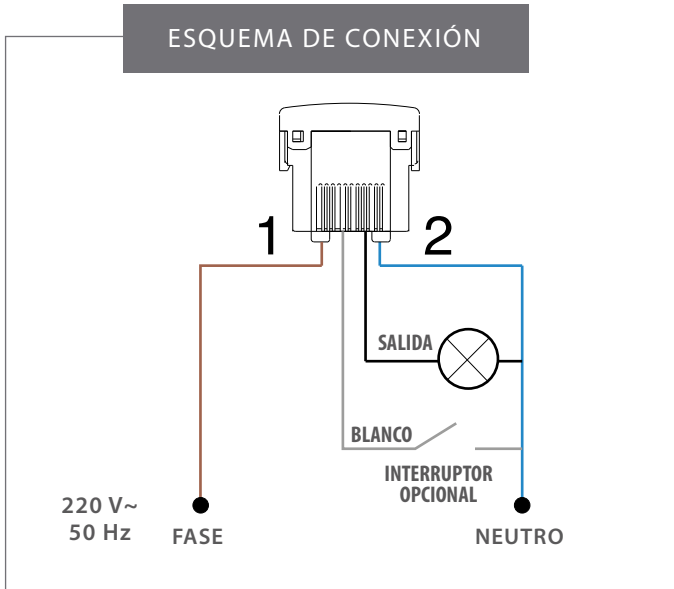 ESQUEMA DE CONEXIÓN
1
2
SALIDA
BLANCO
INTERRUPTOR
OPCIONAL
220 V~
50 Hz
FASE
NEUTRO